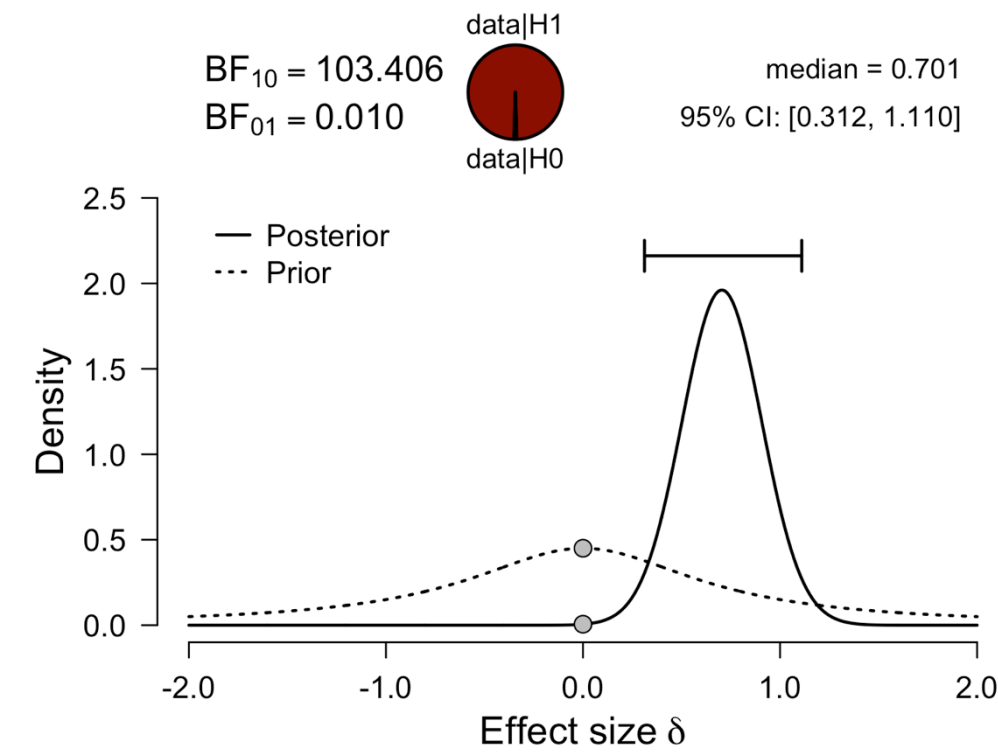 data|H1
BF10 = 103.406
BF01 = 0.010
data|H0
median = 0.701
95% CI: [0.312, 1.110]
Posterior
Prior
Density
2.5
2.0
1.5
1.0
0.5
0.0
-2.0 -1.0 0.0 1.0 2.0
Effect size δ